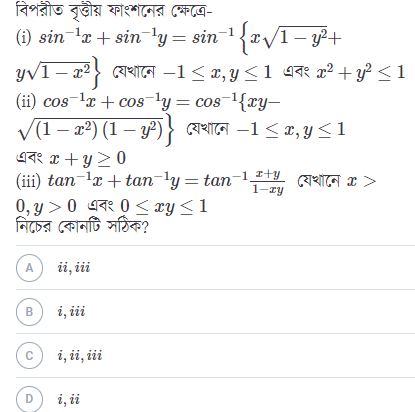 বিপরীত বৃত্তীয় ফাংশনের ক্ষেত্রে-
(i) sin⁻¹x + sin⁻¹y = sin⁻¹ {x√(1 − y²)+
y√(1 − x²)} যেখানে −1 ≤ x, y ≤ 1 এবং x² + y² ≤ 1
(ii) cos⁻¹x + cos⁻¹y = cos⁻¹{xy−
√((1 − x²) (1 − y²))} যেখানে −1 ≤ x, y ≤ 1
এবং x + y ≥ 0
(iii) tan⁻¹x + tan⁻¹y = tan⁻¹ (x+y)/(1−xy) যেখানে x >
0, y > 0 এবং 0 ≤ xy ≤ 1
নিচের কোনটি সঠিক?
A ii, iii
B i, iii
C i, ii, iii
D i, ii